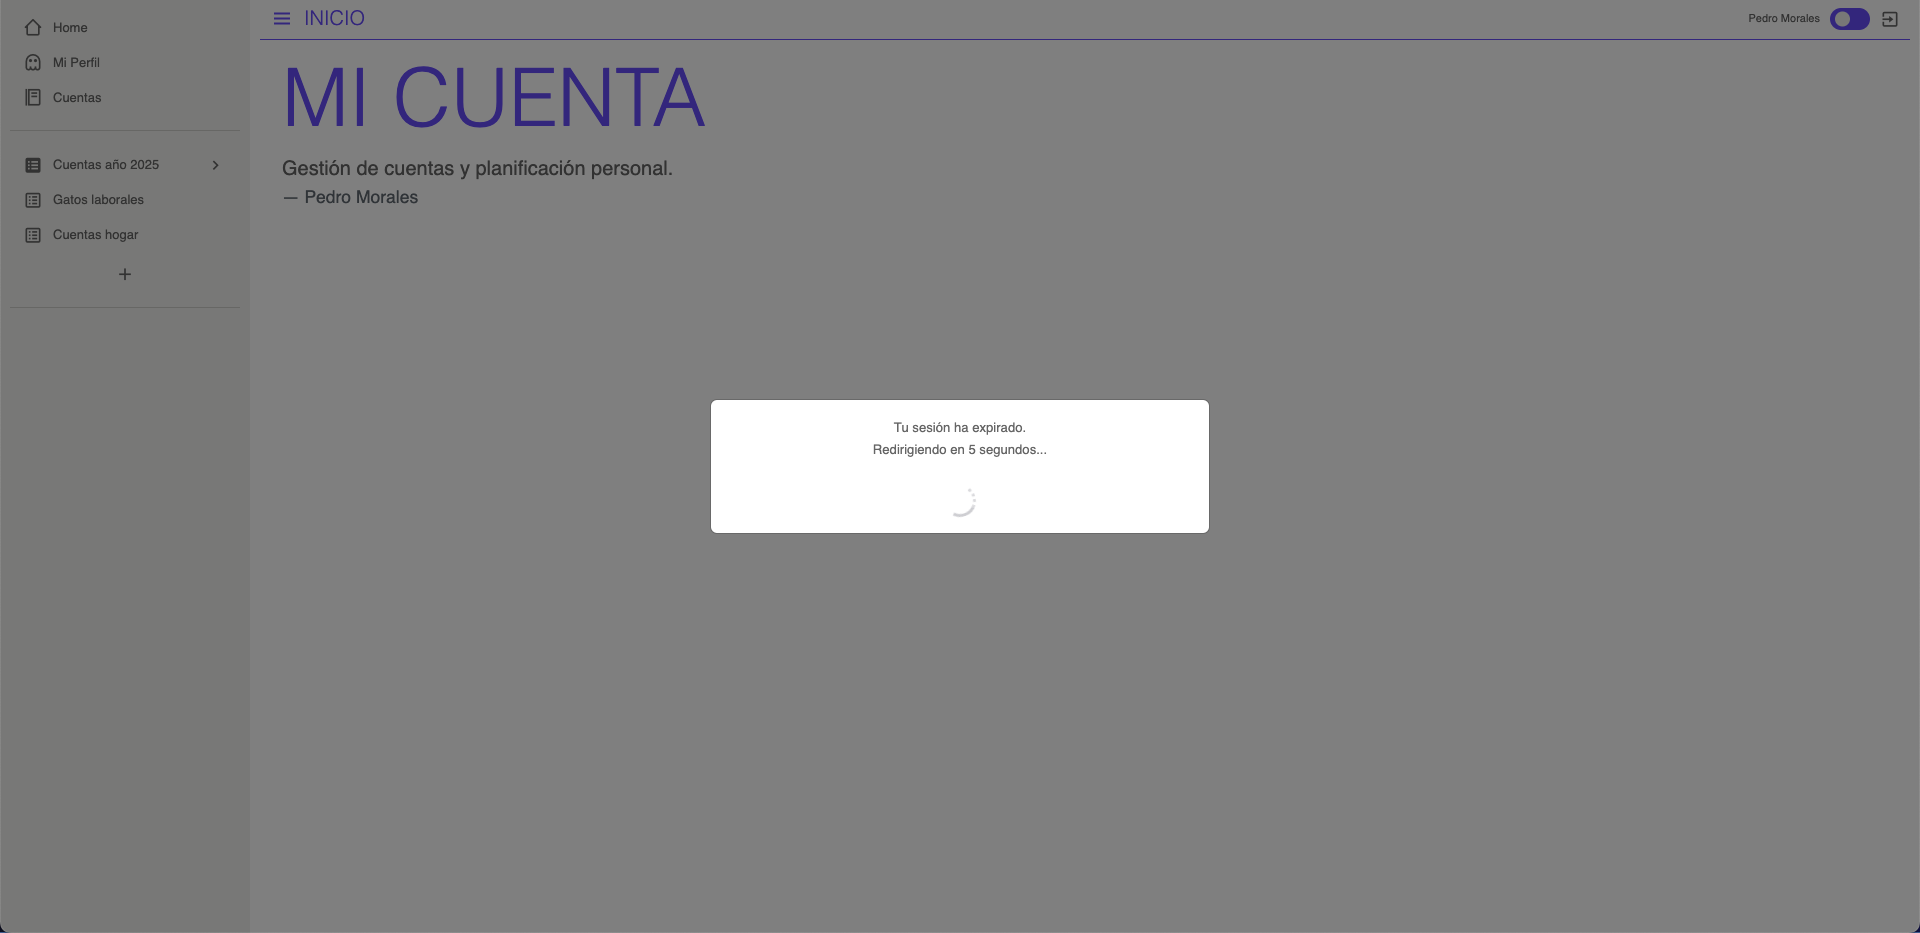 Home
Mi Perfil
Cuentas
Cuentas año 2025
Gatos laborales
Cuentas hogar
+
INICIO
Pedro Morales
MI CUENTA
Gestión de cuentas y planificación personal.
— Pedro Morales
Tu sesión ha expirado.
Redirigiendo en 5 segundos...